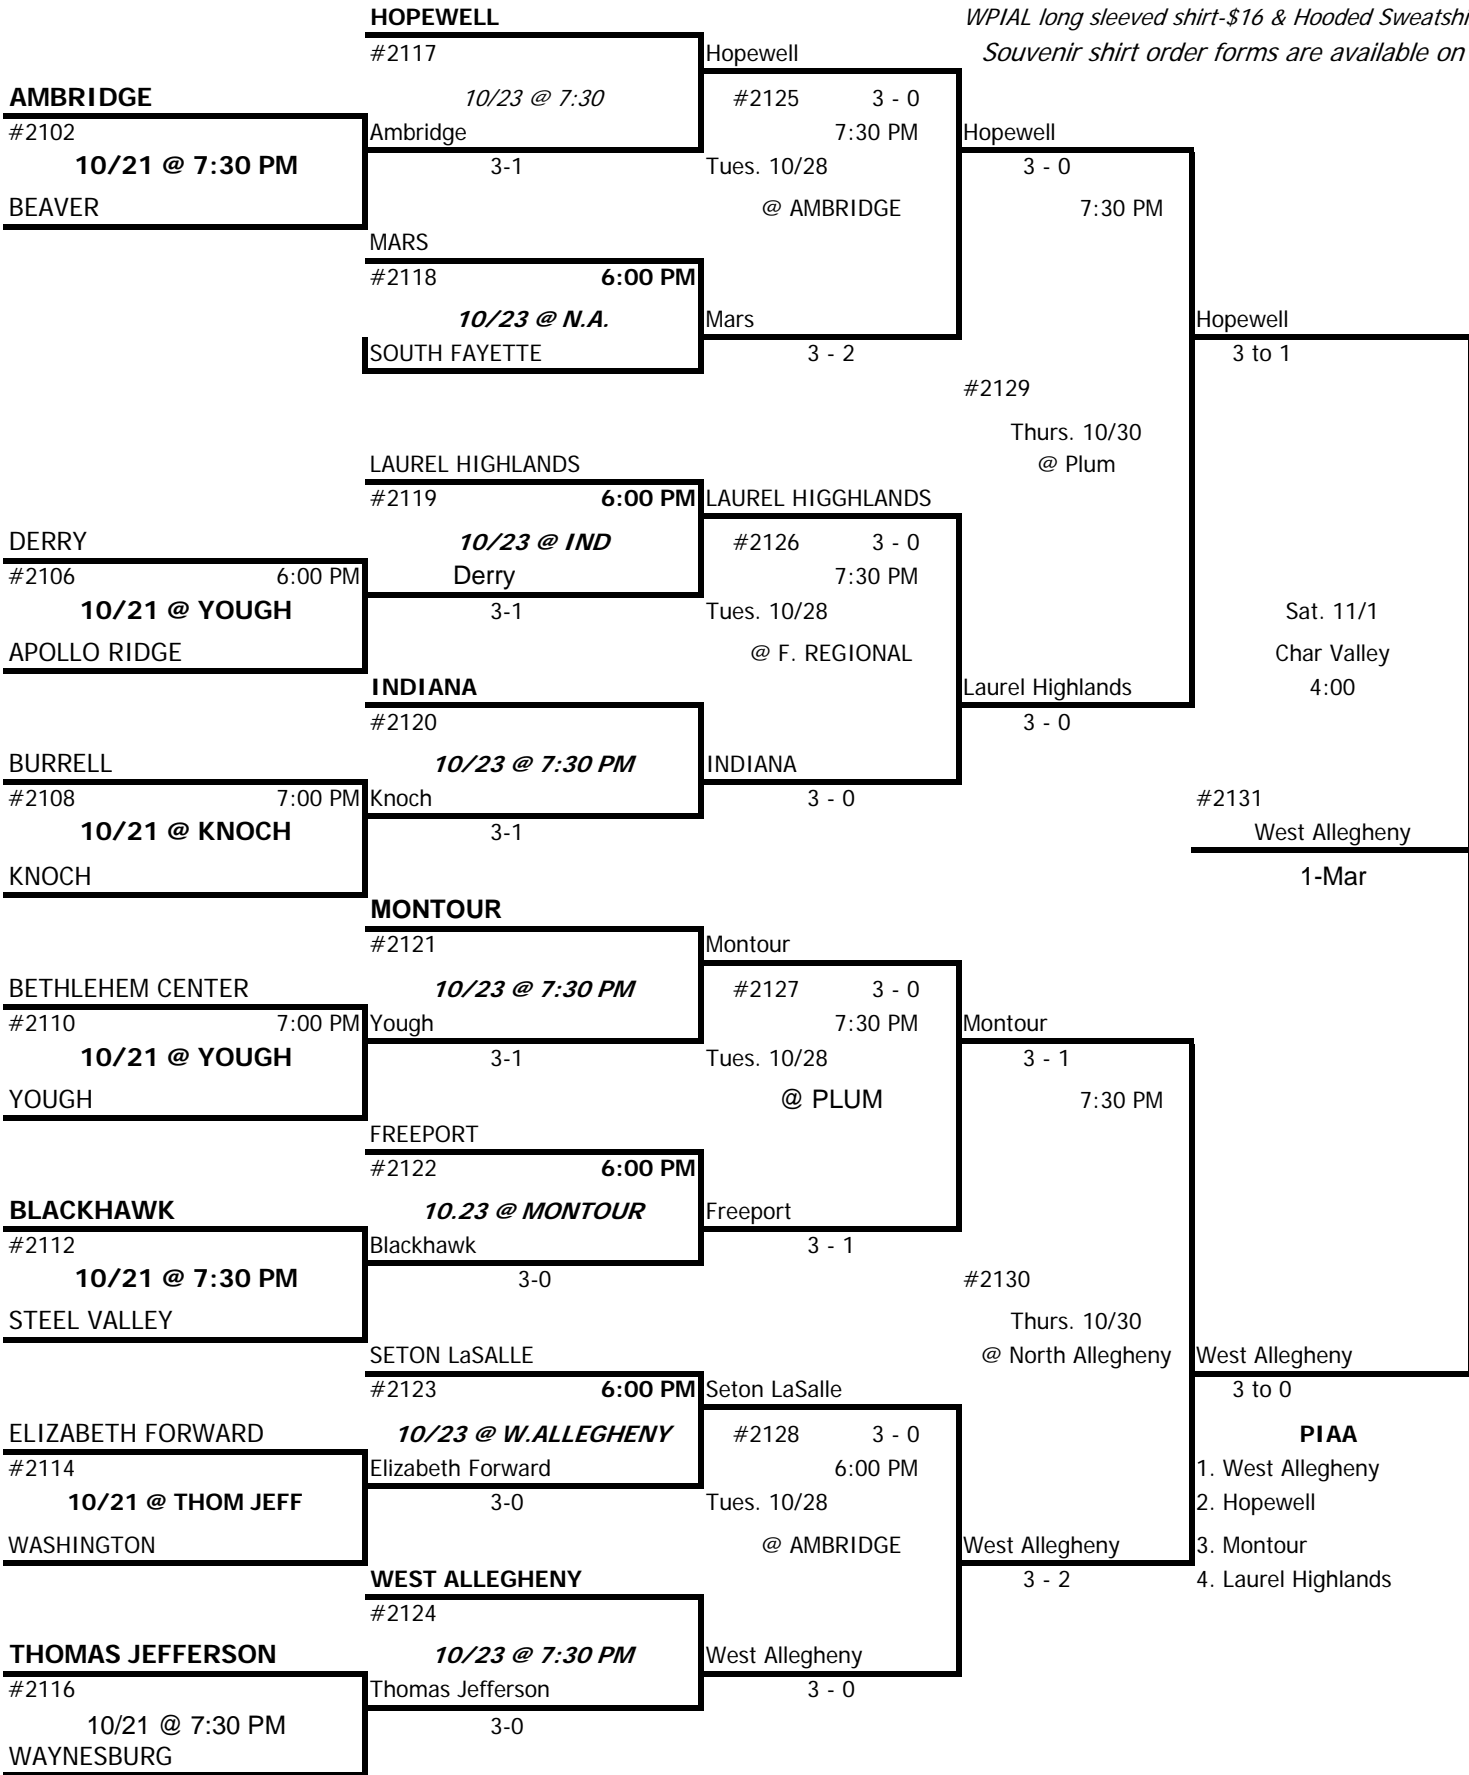 HOPEWELL
WPIAL long sleeved shirt-$16 & Hooded Sweatshi
#2117
Hopewell
Souvenir shirt order forms are available on
AMBRIDGE
10/23 @ 7:30
#2125 3 - 0
#2102
Ambridge
7:30 PM
Hopewell
10/21 @ 7:30 PM
3-1
Tues. 10/28
3 - 0
BEAVER
@ AMBRIDGE
7:30 PM
MARS
#2118 6:00 PM
10/23 @ N.A.
Mars
Hopewell
SOUTH FAYETTE
3 - 2
3 to 1
#2129
Thurs. 10/30
LAUREL HIGHLANDS
@ Plum
#2119 6:00 PM
LAUREL HIGGHLANDS
DERRY
10/23 @ IND
#2126 3 - 0
#2106 6:00 PM
Derry
7:30 PM
10/21 @ YOUGH
3-1
Tues. 10/28
Sat. 11/1
APOLLO RIDGE
@ F. REGIONAL
Char Valley
INDIANA
Laurel Highlands
4:00
#2120
3 - 0
BURRELL
10/23 @ 7:30 PM
INDIANA
#2108 7:00 PM
Knoch
3 - 0
#2131
10/21 @ KNOCH
3-1
West Allegheny
KNOCH
1-Mar
MONTOUR
#2121
Montour
BETHLEHEM CENTER
10/23 @ 7:30 PM
#2127 3 - 0
#2110 7:00 PM
Yough
7:30 PM
Montour
10/21 @ YOUGH
3-1
Tues. 10/28
3 - 1
YOUGH
@ PLUM
7:30 PM
FREEPORT
#2122 6:00 PM
BLACKHAWK
10.23 @ MONTOUR
Freeport
#2112
Blackhawk
3 - 1
10/21 @ 7:30 PM
3-0
#2130
STEEL VALLEY
Thurs. 10/30
SETON LaSALLE
@ North Allegheny
West Allegheny
#2123 6:00 PM
Seton LaSalle
3 to 0
ELIZABETH FORWARD
10/23 @ W.ALLEGHENY
#2128 3 - 0
PIAA
#2114
Elizabeth Forward
6:00 PM
1. West Allegheny
10/21 @ THOM JEFF
3-0
Tues. 10/28
2. Hopewell
WASHINGTON
@ AMBRIDGE
West Allegheny
3. Montour
WEST ALLEGHENY
3 - 2
4. Laurel Highlands
#2124
THOMAS JEFFERSON
10/23 @ 7:30 PM
West Allegheny
#2116
Thomas Jefferson
3 - 0
10/21 @ 7:30 PM
3-0
WAYNESBURG